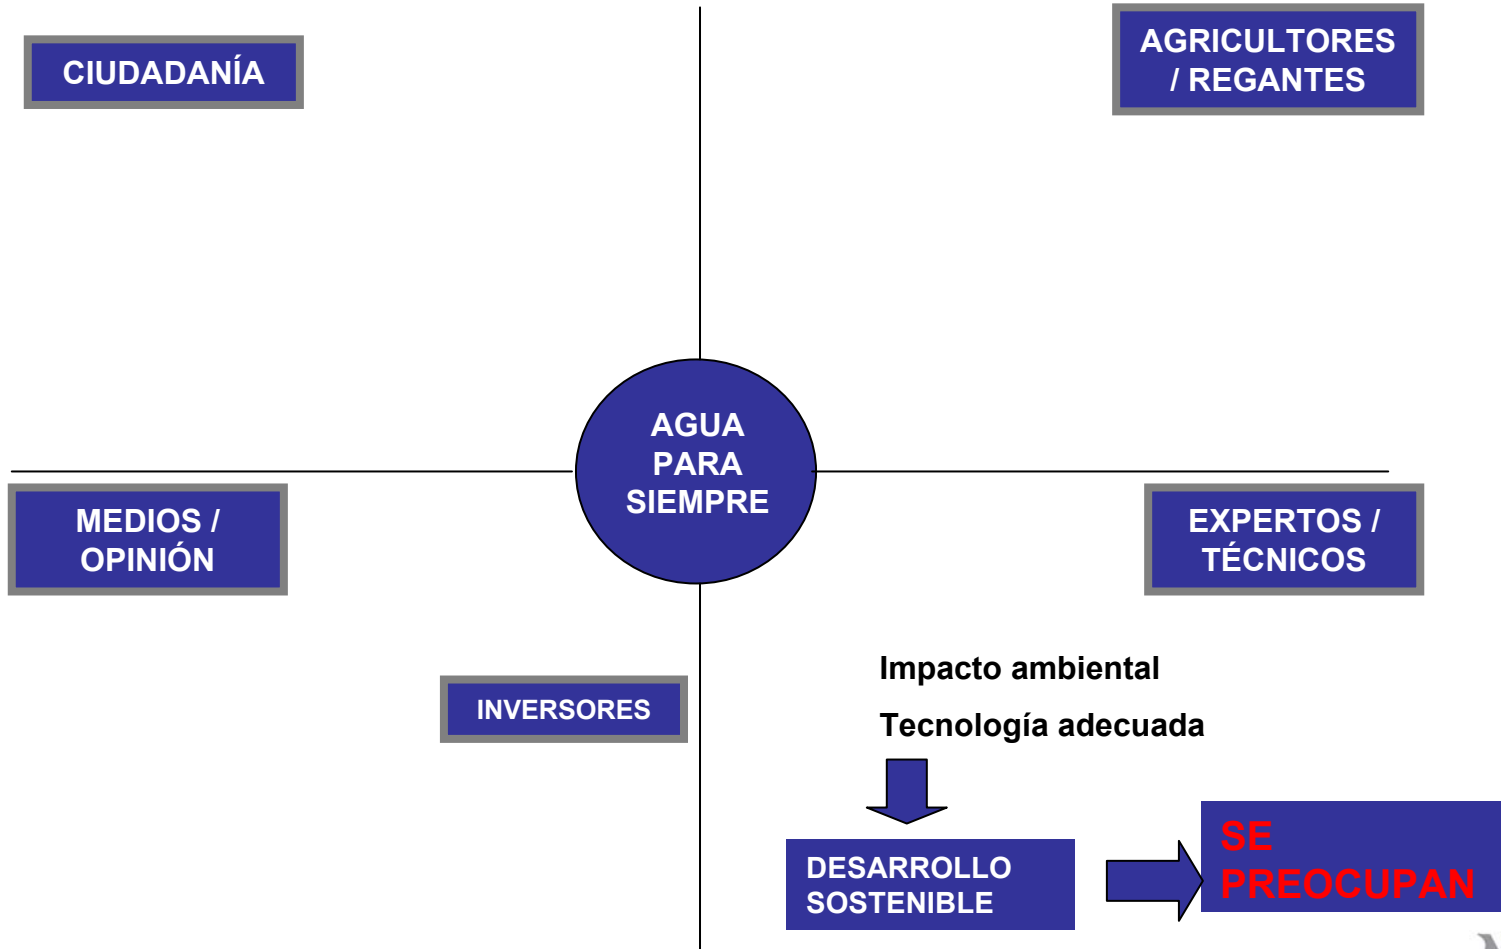 CIUDADANÍA
AGRICULTORES
/ REGANTES
AGUA
PARA
SIEMPRE
MEDIOS /
OPINIÓN
EXPERTOS /
TÉCNICOS
INVERSORES
Impacto ambiental
Tecnología adecuada
DESARROLLO
SOSTENIBLE
SE
PREOCUPAN